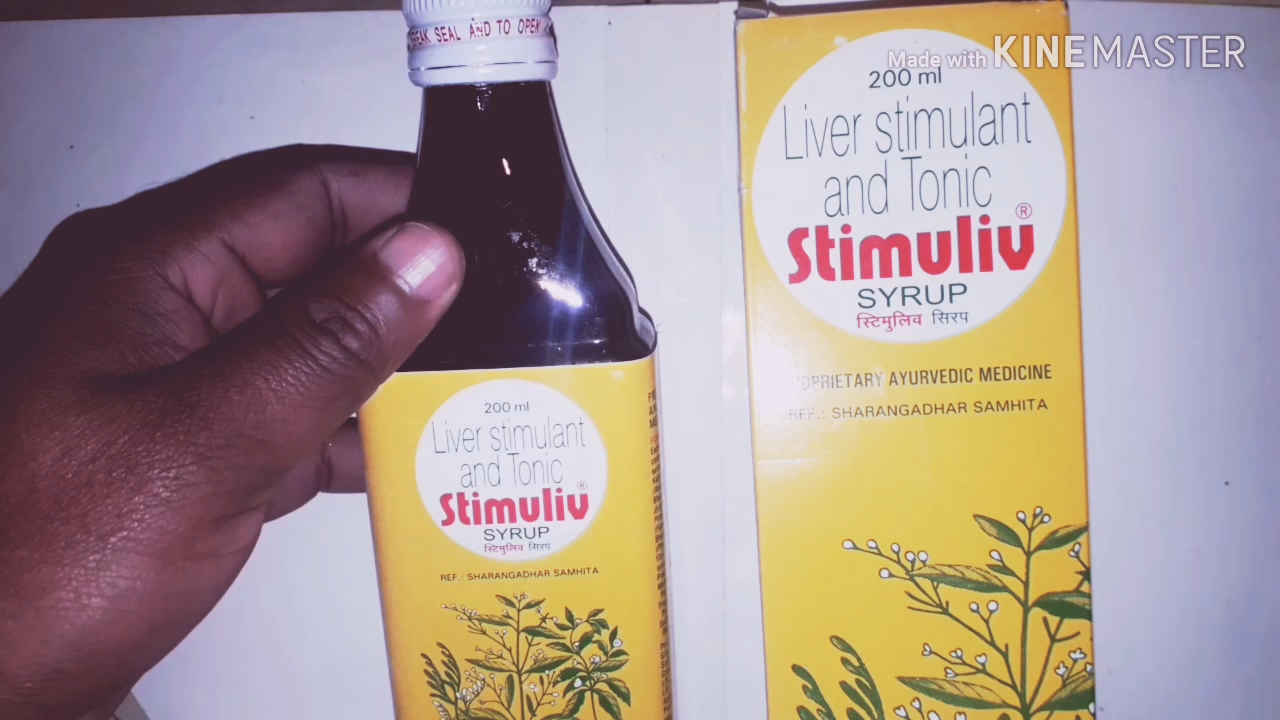 BREAK SEAL AND TO OPEN
200 ml
Liver stimulant
and Tonic
Stimuliv®
SYRUP
स्टिमुलिव सिरप
REF.: SHARANGADHAR SAMHITA
Made with KINEMASTER
200 ml
Liver stimulant
and Tonic
Stimuliv®
SYRUP
स्टिमुलिव सिरप
PROPRIETARY AYURVEDIC MEDICINE
REF.: SHARANGADHAR SAMHITA